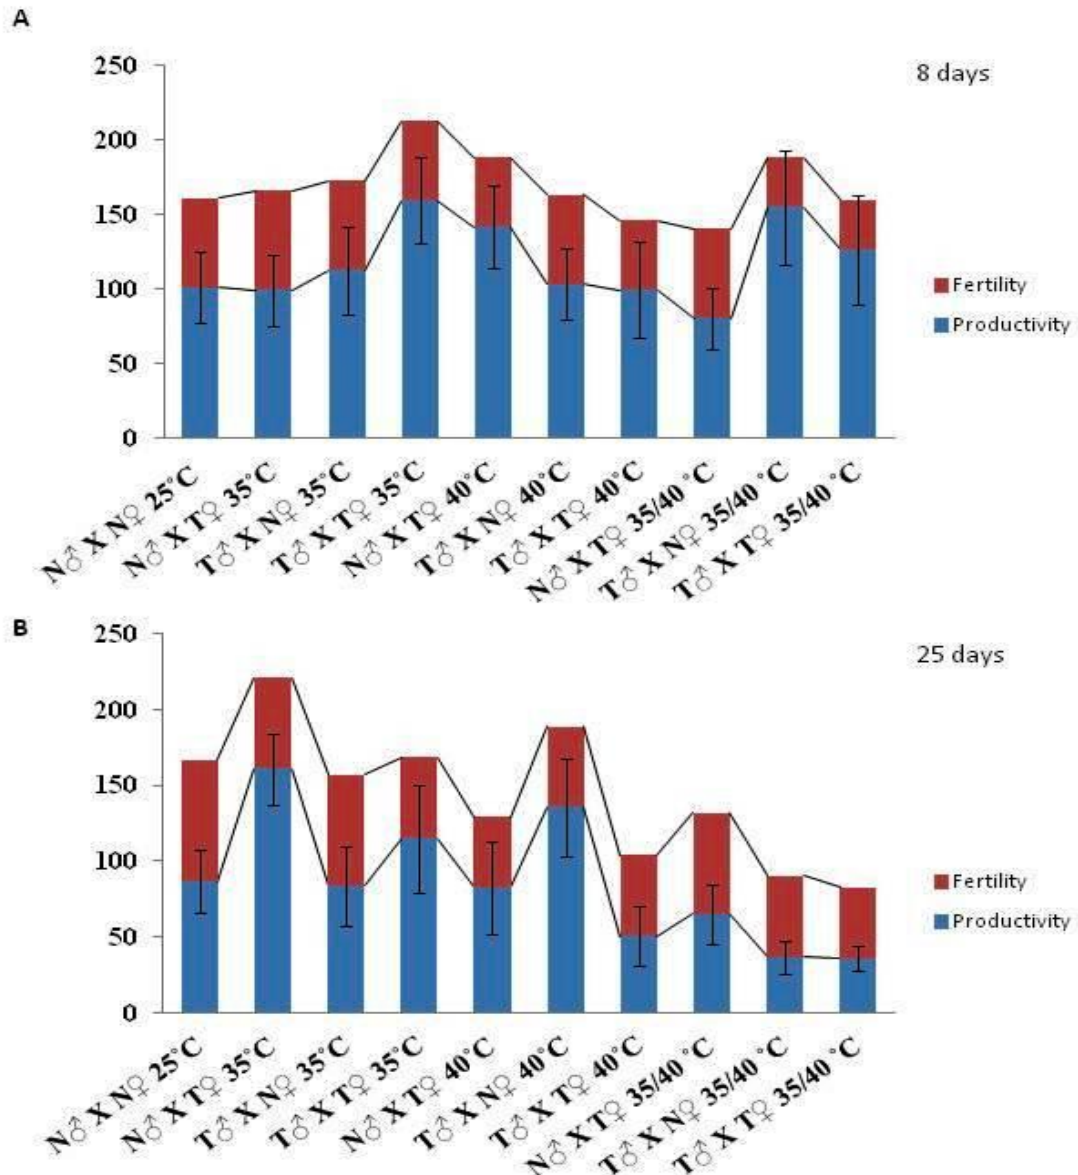 A
8 days
250
200
150
100
50
0
Fertility
Productivity
N♂ X N♀ 25˚C
N♂ X T♀ 35˚C
T♂ X N♀ 35˚C
T♂ X T♀ 35˚C
N♂ X T♀ 40˚C
T♂ X N♀ 40˚C
T♂ X T♀ 40˚C
N♂ X T♀ 35/40 ˚C
T♂ X N♀ 35/40 ˚C
T♂ X T♀ 35/40 ˚C
B
25 days
250
200
150
100
50
0
Fertility
Productivity
N♂ X N♀ 25˚C
N♂ X T♀ 35˚C
T♂ X N♀ 35˚C
T♂ X T♀ 35˚C
N♂ X T♀ 40˚C
T♂ X N♀ 40˚C
T♂ X T♀ 40˚C
N♂ X T♀ 35/40 ˚C
T♂ X N♀ 35/40 ˚C
T♂ X T♀ 35/40 ˚C